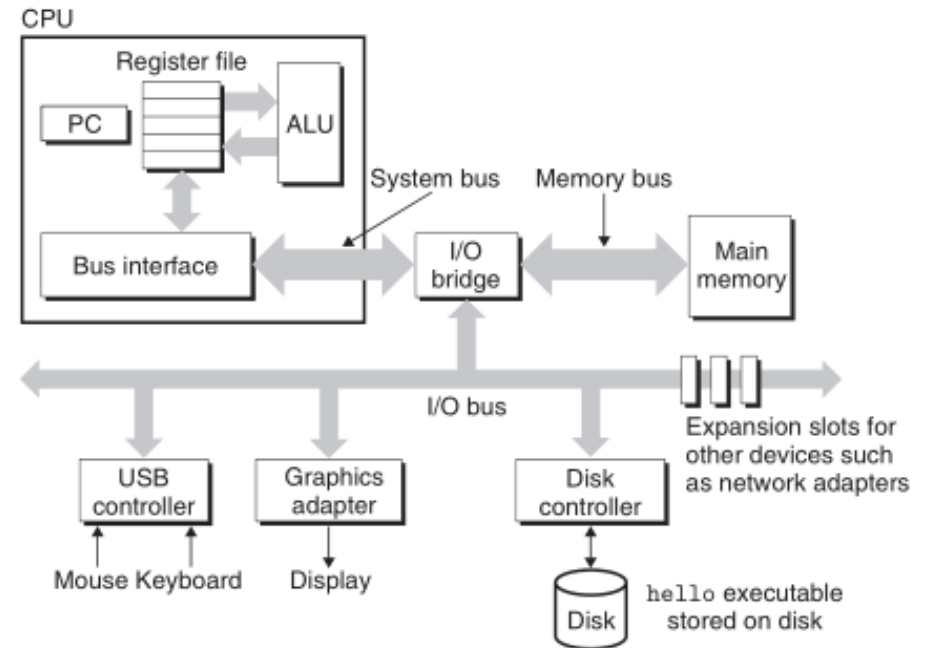 CPU
Register file
PC
ALU
System bus
Memory bus
Bus interface
I/O
bridge
Main
memory
I/O bus
Expansion slots for
other devices such
as network adapters
USB
controller
Graphics
adapter
Disk
controller
Mouse Keyboard
Display
Disk
hello executable
stored on disk